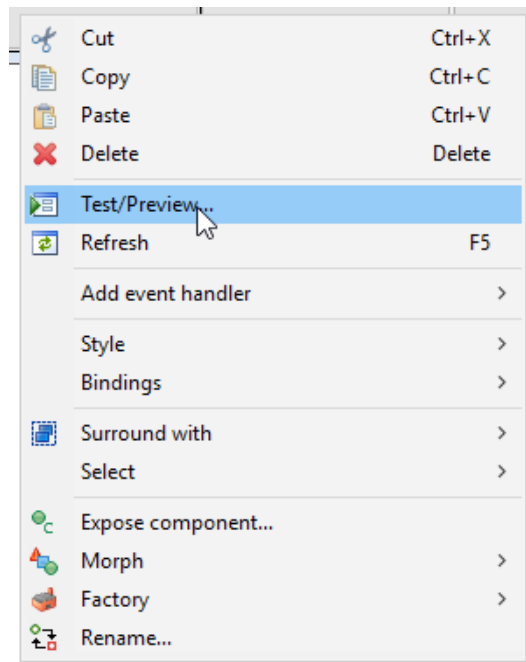 Cut Ctrl+X
Copy Ctrl+C
Paste Ctrl+V
Delete Delete
Test/Preview...
Refresh F5
Add event handler >
Style >
Bindings >
Surround with >
Select >
C Expose component...
Morph >
Factory >
Rename...